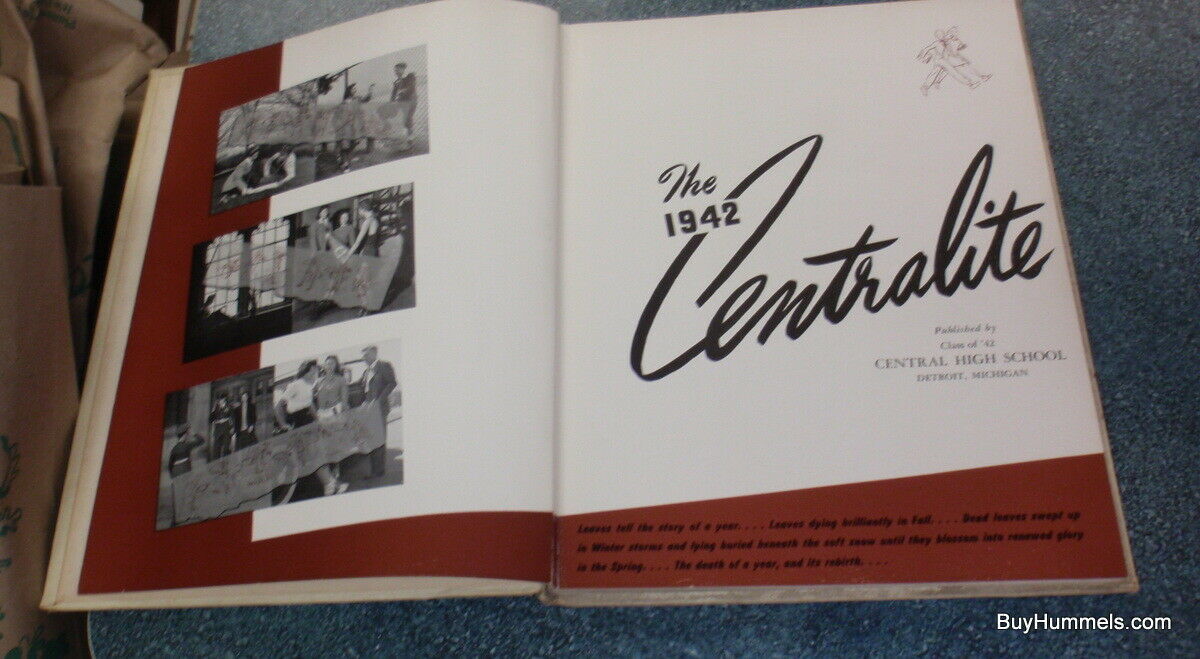 The
1942
Centralite
Published by
Class of '42
CENTRAL HIGH SCHOOL
DETROIT, MICHIGAN
Leaves tell the story of a year. . . . Leaves dying brilliantly in Fall. . . . Dead leaves swept up
in Winter storms and lying buried beneath the soft snow until they blossom into renewed glory
in the Spring. . . . The death of a year, and its rebirth. . . .
BuyHummels.com